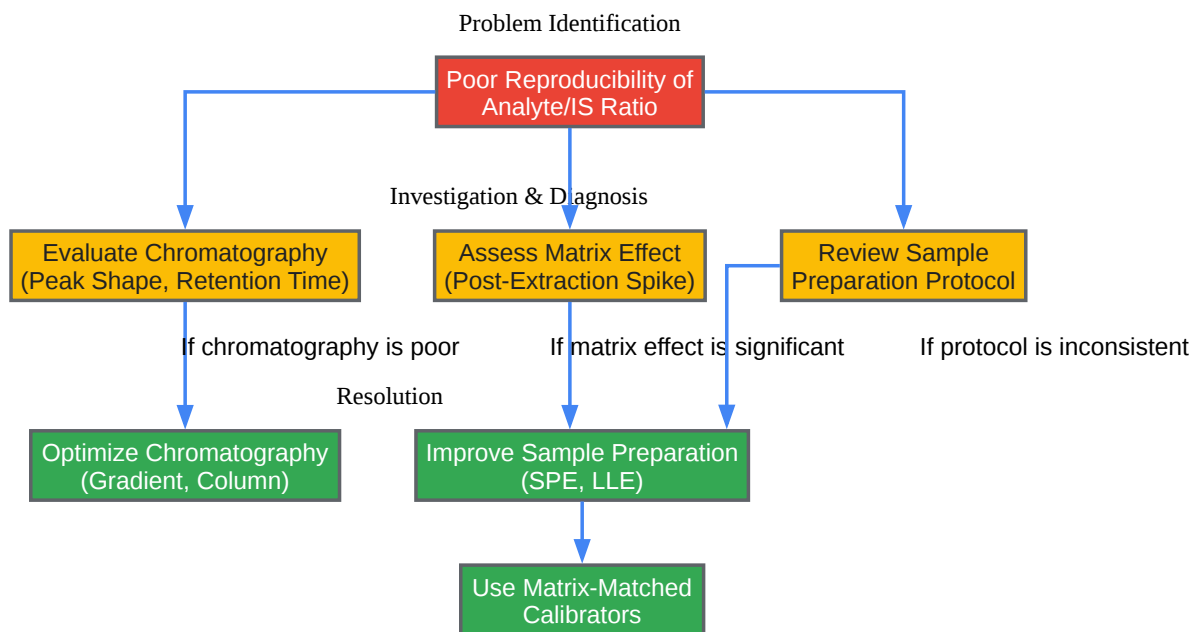 Problem Identification
Poor Reproducibility of
Analyte/IS Ratio
Investigation & Diagnosis
Evaluate Chromatography
(Peak Shape, Retention Time)
Assess Matrix Effect
(Post-Extraction Spike)
Review Sample
Preparation Protocol
If chromatography is poor
If matrix effect is significant
If protocol is inconsistent
Resolution
Optimize Chromatography
(Gradient, Column)
Improve Sample Preparation
(SPE, LLE)
Use Matrix-Matched
Calibrators